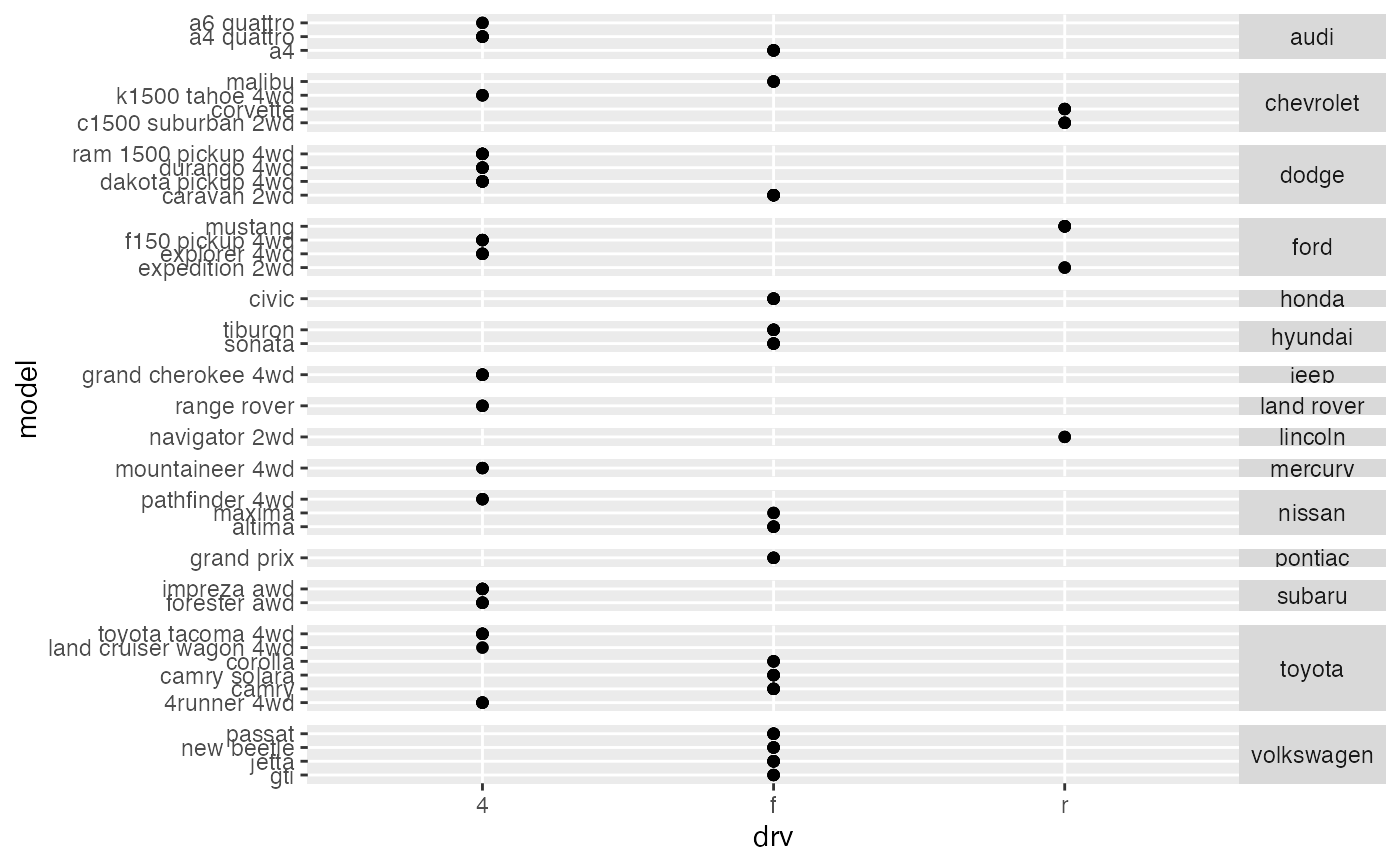 a6 quattro
a4 quattro
a4
audi
malibu
k1500 tahoe 4wd
corvette
c1500 suburban 2wd
chevrolet
ram 1500 pickup 4wd
durango 4wd
dakota pickup 4wd
caravan 2wd
dodge
mustang
f150 pickup 4wd
explorer 4wd
expedition 2wd
ford
civic
honda
tiburon
sonata
hyundai
grand cherokee 4wd
jeep
range rover
land rover
navigator 2wd
lincoln
mountaineer 4wd
mercury
pathfinder 4wd
maxima
altima
nissan
grand prix
pontiac
impreza awd
forester awd
subaru
toyota tacoma 4wd
land cruiser wagon 4wd
corolla
camry solara
camry
4runner 4wd
toyota
passat
new beetle
jetta
gti
volkswagen
4 f r
drv
model